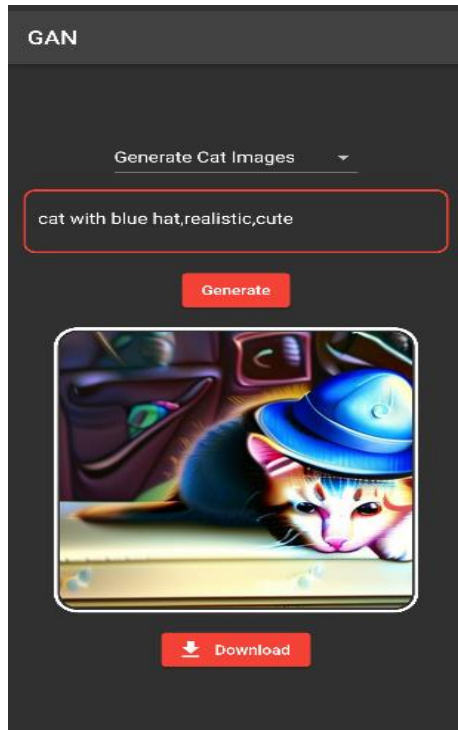 GAN
Generate Cat Images
cat with blue hat,realistic,cute
Generate
Download